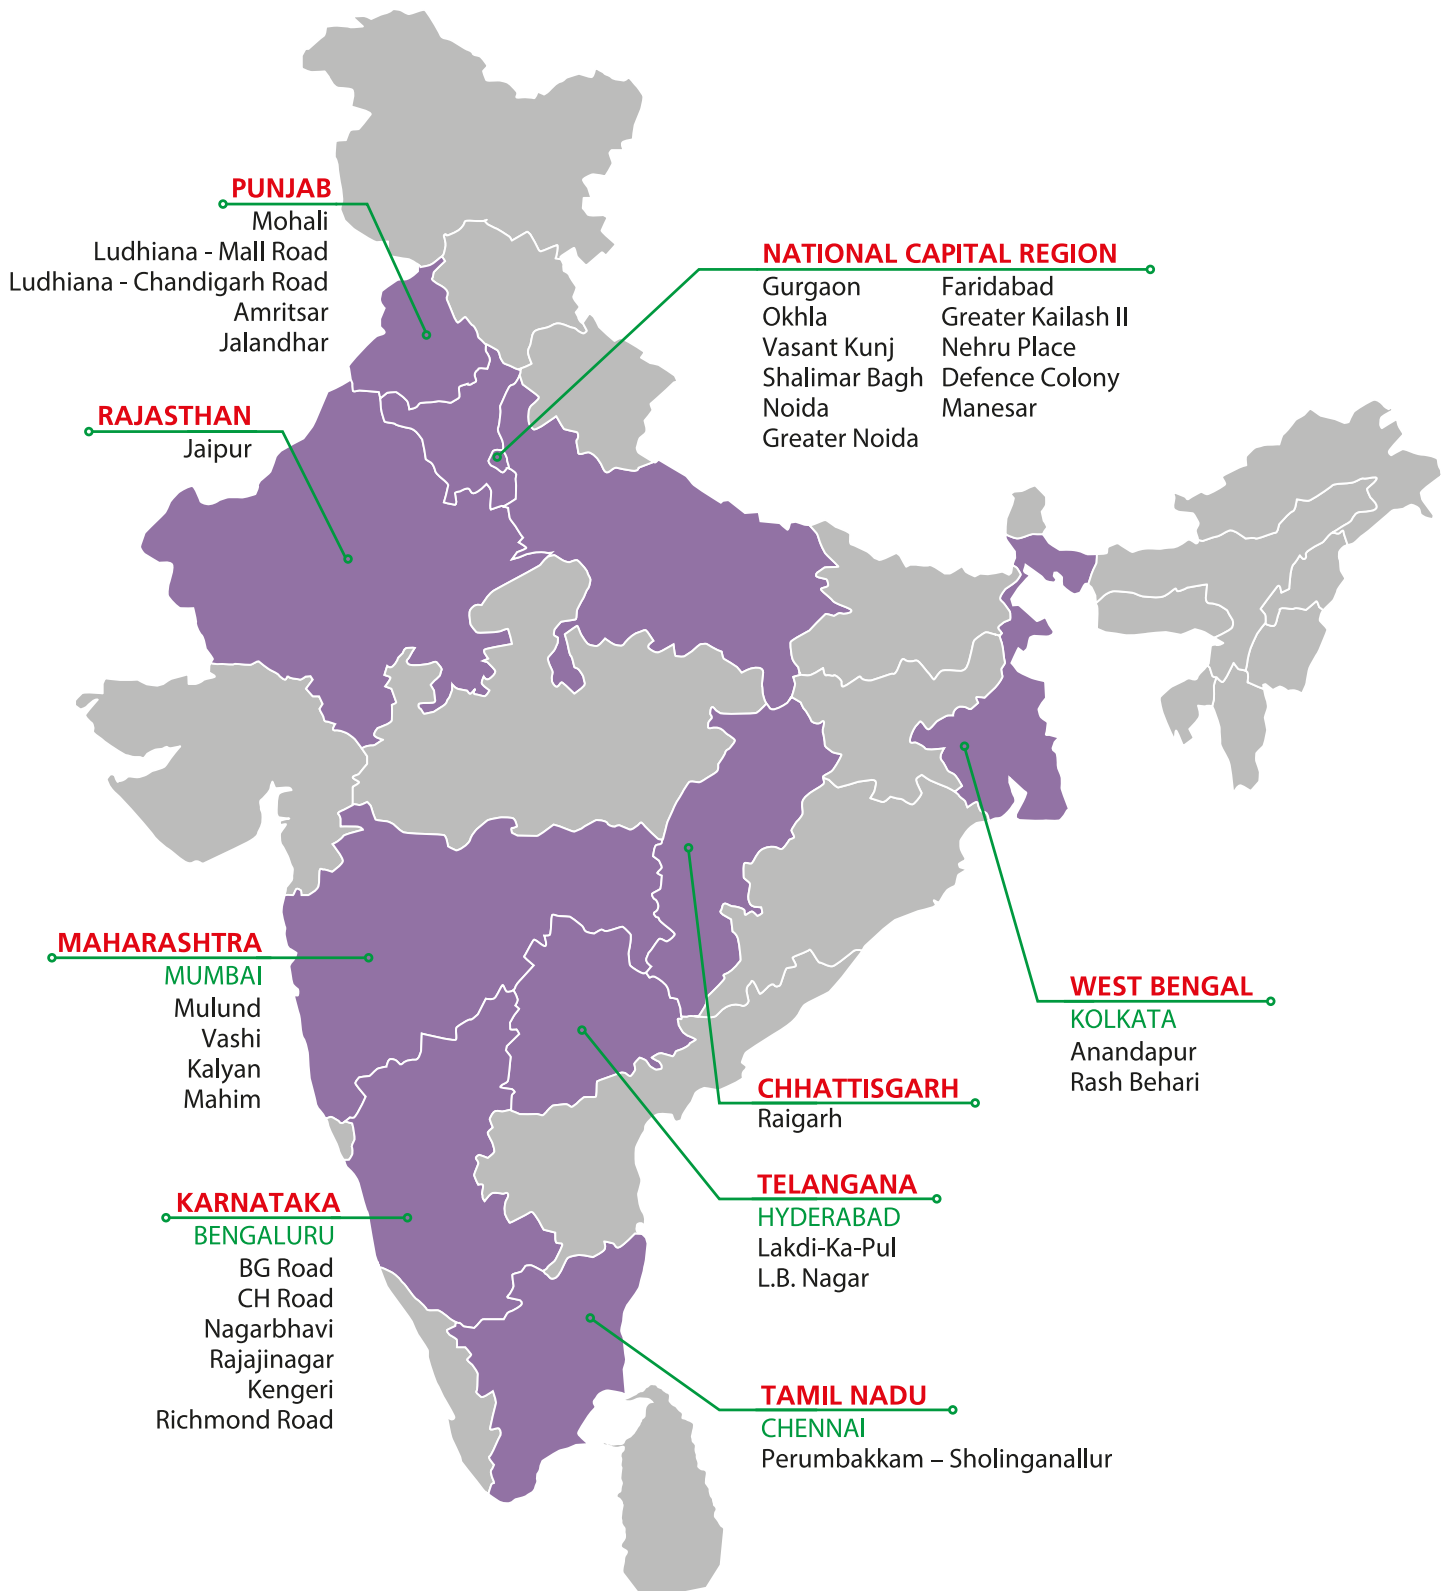 PUNJAB
Mohali
Ludhiana - Mall Road
Ludhiana - Chandigarh Road
Amritsar
Jalandhar
NATIONAL CAPITAL REGION
Gurgaon
Okhla
Vasant Kunj
Shalimar Bagh
Noida
Greater Noida
Faridabad
Greater Kailash II
Nehru Place
Defence Colony
Manesar
RAJASTHAN
Jaipur
MAHARASHTRA
MUMBAI
Mulund
Vashi
Kalyan
Mahim
WEST BENGAL
KOLKATA
Anandapur
Rash Behari
CHHATTISGARH
Raigarh
TELANGANA
HYDERABAD
Lakdi-Ka-Pul
L.B. Nagar
KARNATAKA
BENGALURU
BG Road
CH Road
Nagarbhavi
Rajajinagar
Kengeri
Richmond Road
TAMIL NADU
CHENNAI
Perumbakkam – Sholinganallur